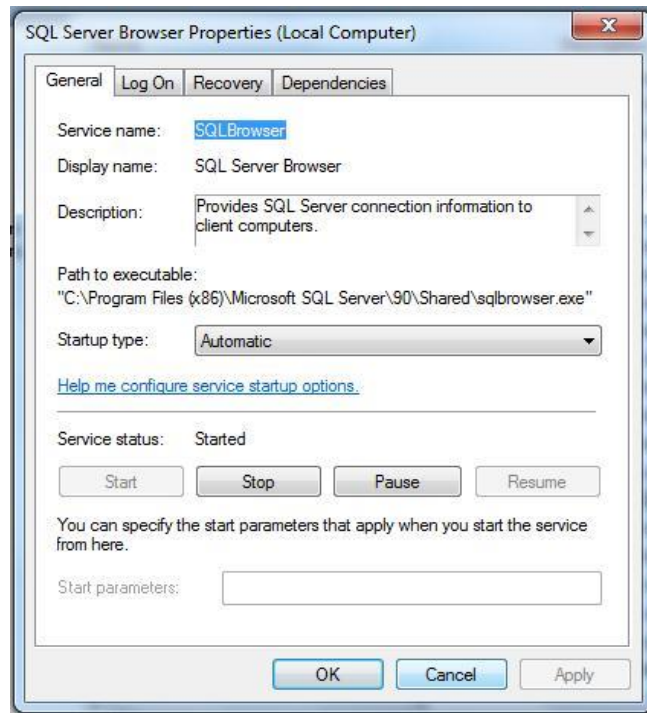 SQL Server Browser Properties (Local Computer)
General Log On Recovery Dependencies
Service name: SQLBrowser
Display name: SQL Server Browser
Description: Provides SQL Server connection information to
client computers.
Path to executable:
"C:\Program Files (x86)\Microsoft SQL Server\90\Shared\sqlbrowser.exe"
Startup type: Automatic
Help me configure service startup options.
Service status: Started
Start Stop Pause Resume
You can specify the start parameters that apply when you start the service
from here.
Start parameters:
OK Cancel Apply